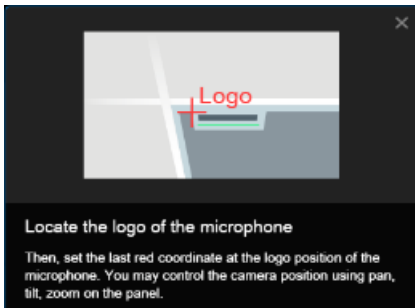 Logo
Locate the logo of the microphone
Then, set the last red coordinate at the logo position of the
microphone. You may control the camera position using pan,
tilt, zoom on the panel.